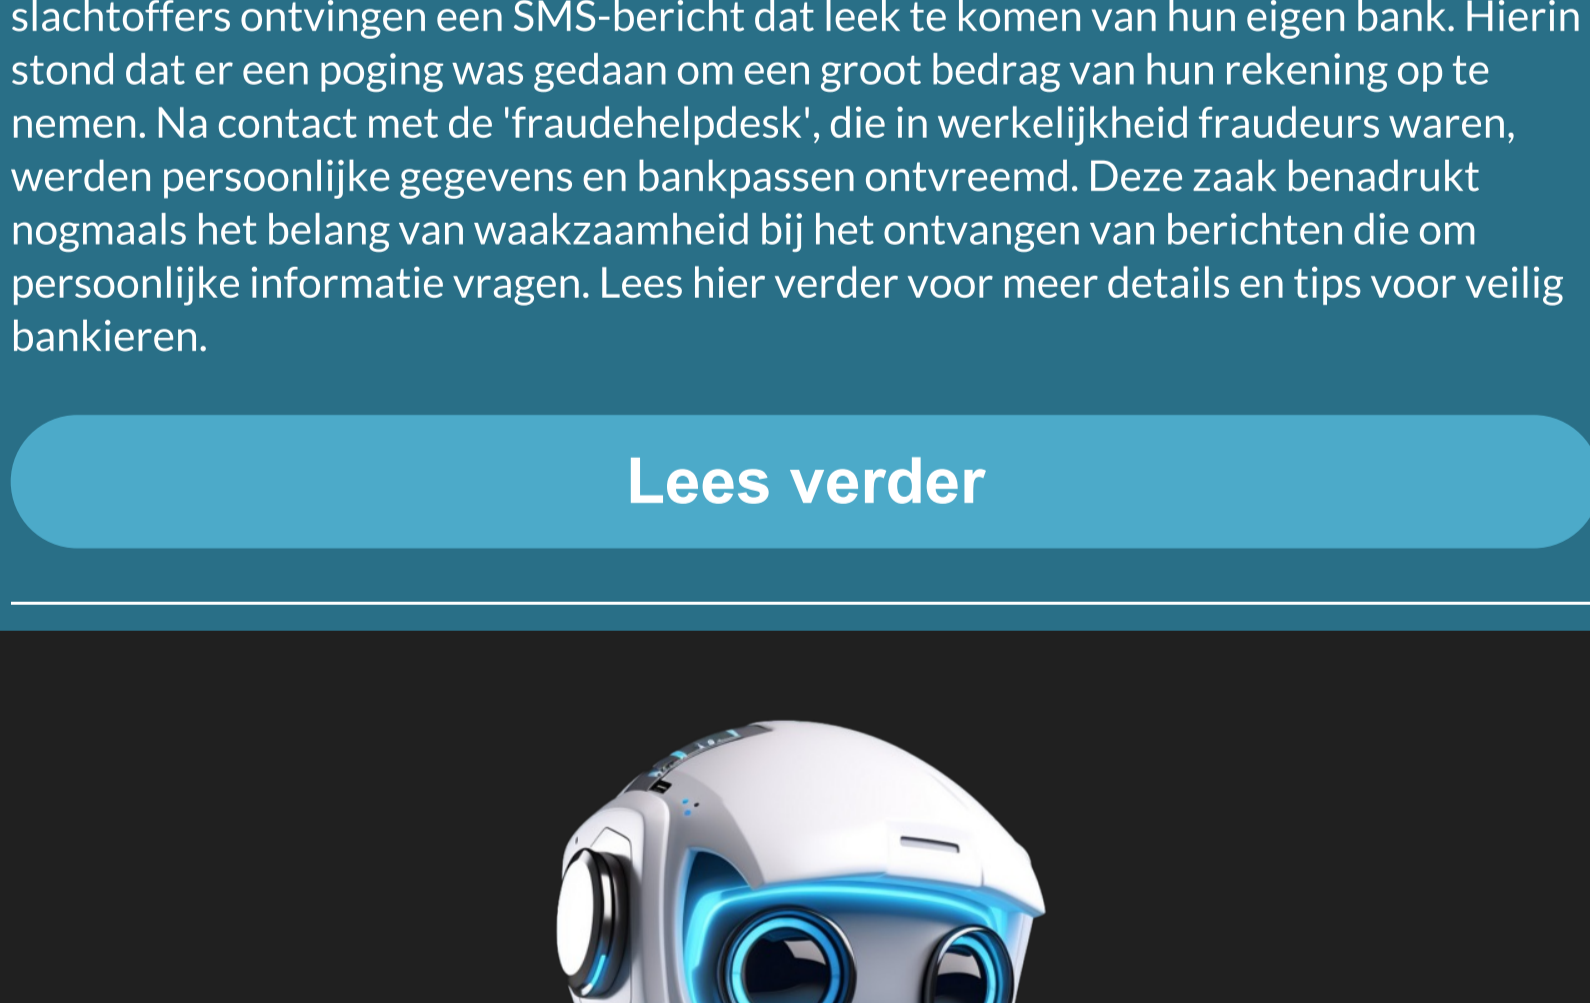 slachtoffers ontvingen een SMS-bericht dat leek te komen van hun eigen bank. Hierin
stond dat er een poging was gedaan om een groot bedrag van hun rekening op te
nemen. Na contact met de 'fraudehelpdesk', die in werkelijkheid fraudeurs waren,
werden persoonlijke gegevens en bankpassen ontvreemd. Deze zaak benadrukt
nogmaals het belang van waakzaamheid bij het ontvangen van berichten die om
persoonlijke informatie vragen. Lees hier verder voor meer details en tips voor veilig
bankieren.
Lees verder